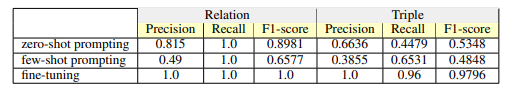 Relation Triple
Precision Recall F1-score Precision Recall F1-score
zero-shot prompting 0.815 1.0 0.8981 0.6636 0.4479 0.5348
few-shot prompting 0.49 1.0 0.6577 0.3855 0.6531 0.4848
fine-tuning 1.0 1.0 1.0 1.0 0.96 0.9796